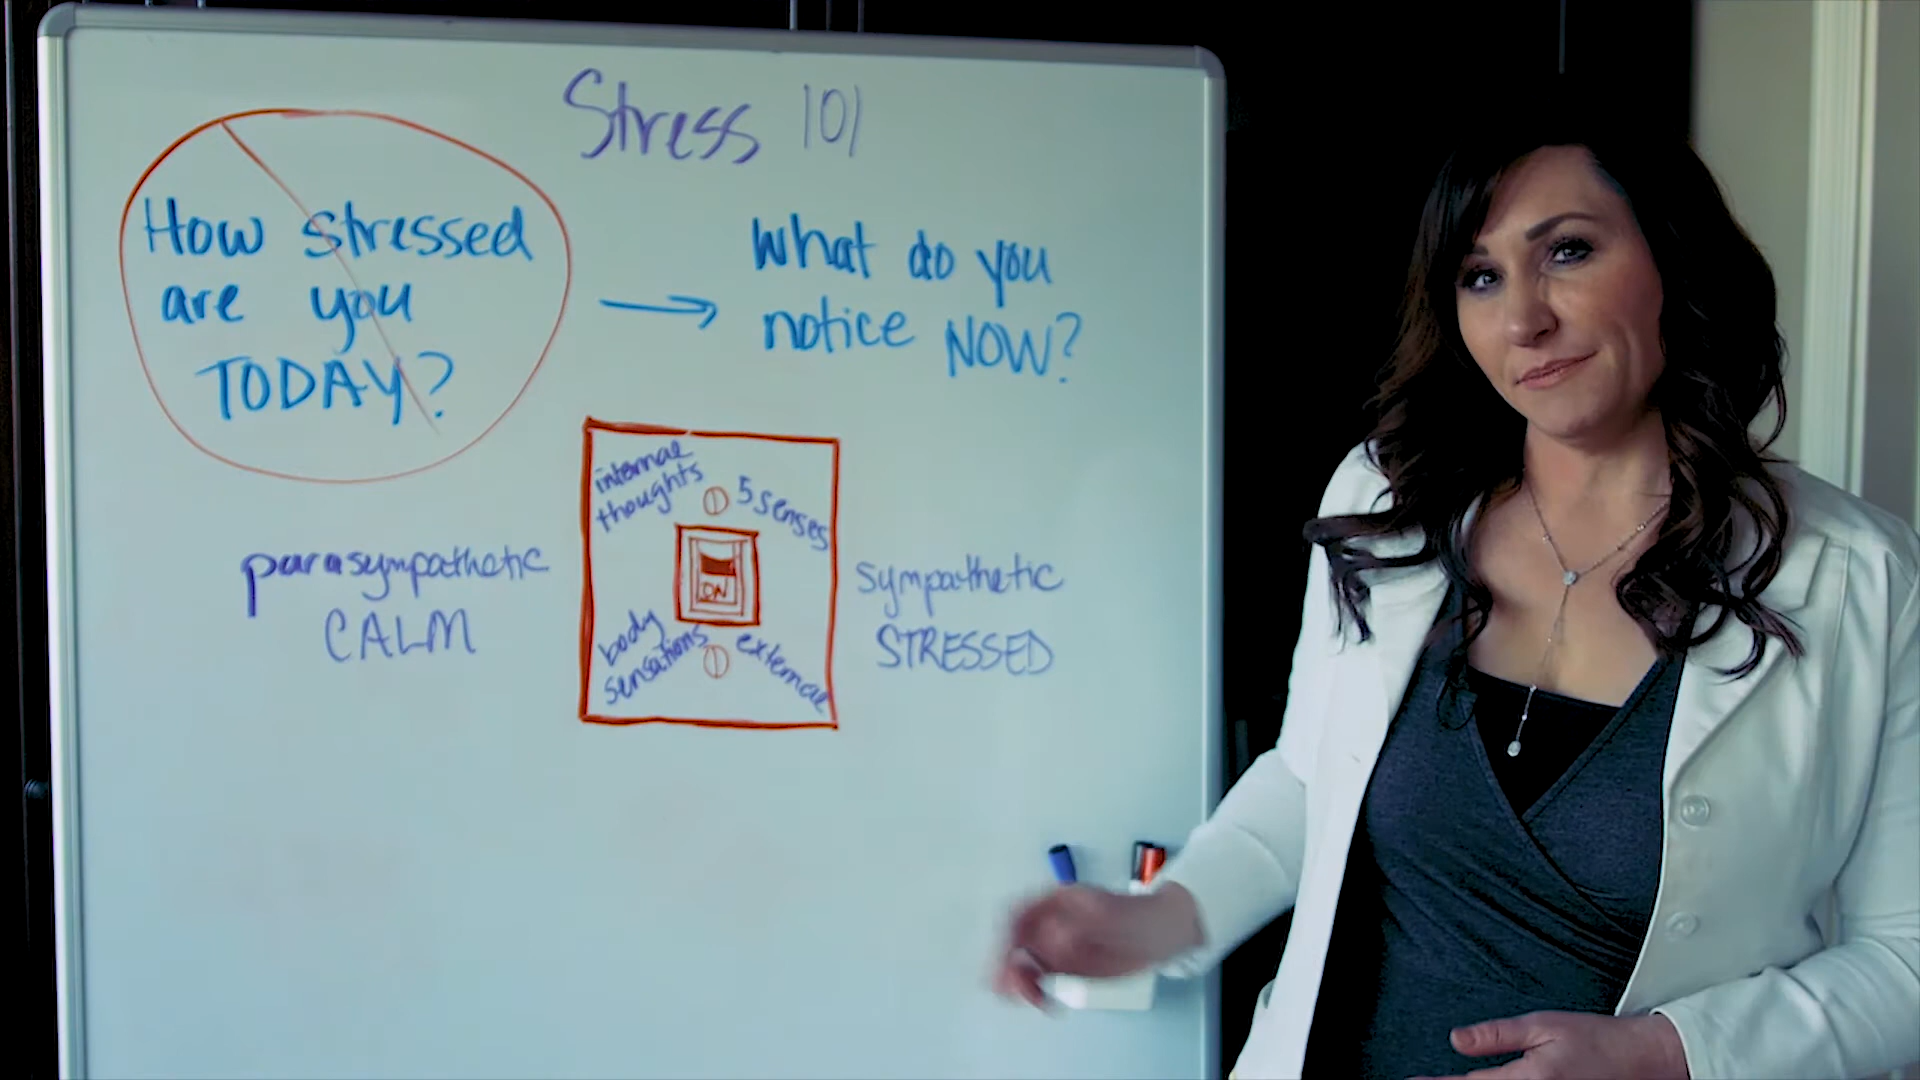 Stress 101
How stressed
are you
TODAY?
What do you
notice NOW?
internal
thoughts
5 senses
ON
body
sensations
external
parasympathetic
CALM
sympathetic
STRESSED